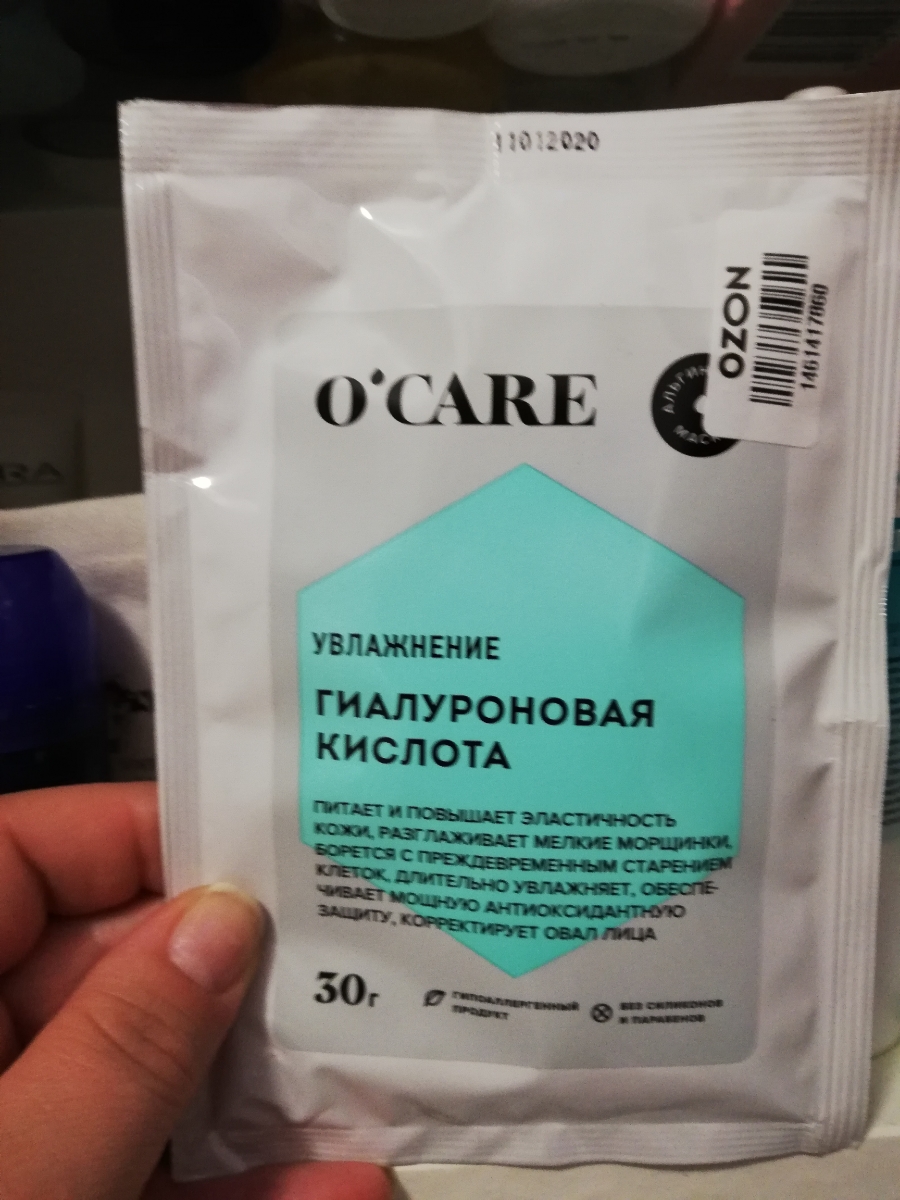 11012020
OZON
1461417860
O'CARE
УВЛАЖНЕНИЕ
ГИАЛУРОНОВАЯ
КИСЛОТА
ПИТАЕТ И ПОВЫШАЕТ ЭЛАСТИЧНОСТЬ
КОЖИ, РАЗГЛАЖИВАЕТ МЕЛКИЕ МОРЩИНКИ,
БОРЕТСЯ С ПРЕЖДЕВРЕМЕННЫМ СТАРЕНИЕМ
КЛЕТОК, ДЛИТЕЛЬНО УВЛАЖНЯЕТ, ОБЕСПЕ-
ЧИВАЕТ МОЩНУЮ АНТИОКСИДАНТНУЮ
ЗАЩИТУ, КОРРЕКТИРУЕТ ОВАЛ ЛИЦА
30г
ГИПОАЛЛЕРГЕННЫЙ
ПРОДУКТ
БЕЗ СИЛИКОНОВ
И ПАРАБЕНОВ